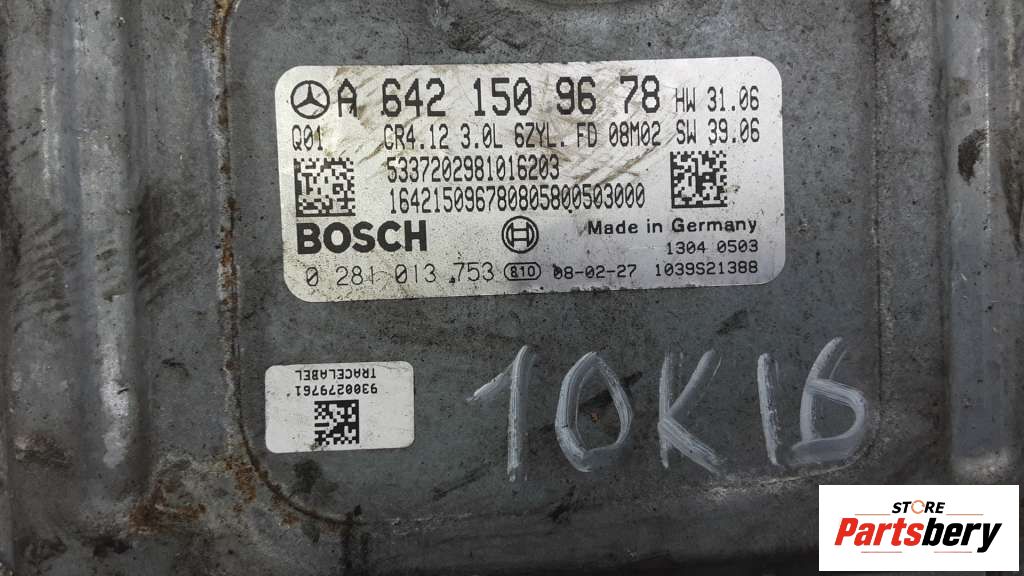 A 642 150 96 78 HW 31.06
Q01 CR4.12 3.0L 6ZYL. FD 08M02 SW 39.06
5337202981016203
16421509678080580050​3000
BOSCH Made in Germany
1304 0503
0 281 013 753 810 08-02-27 1039S21388
TRACELABEL
9300279761
10K16
STORE
Partsbery